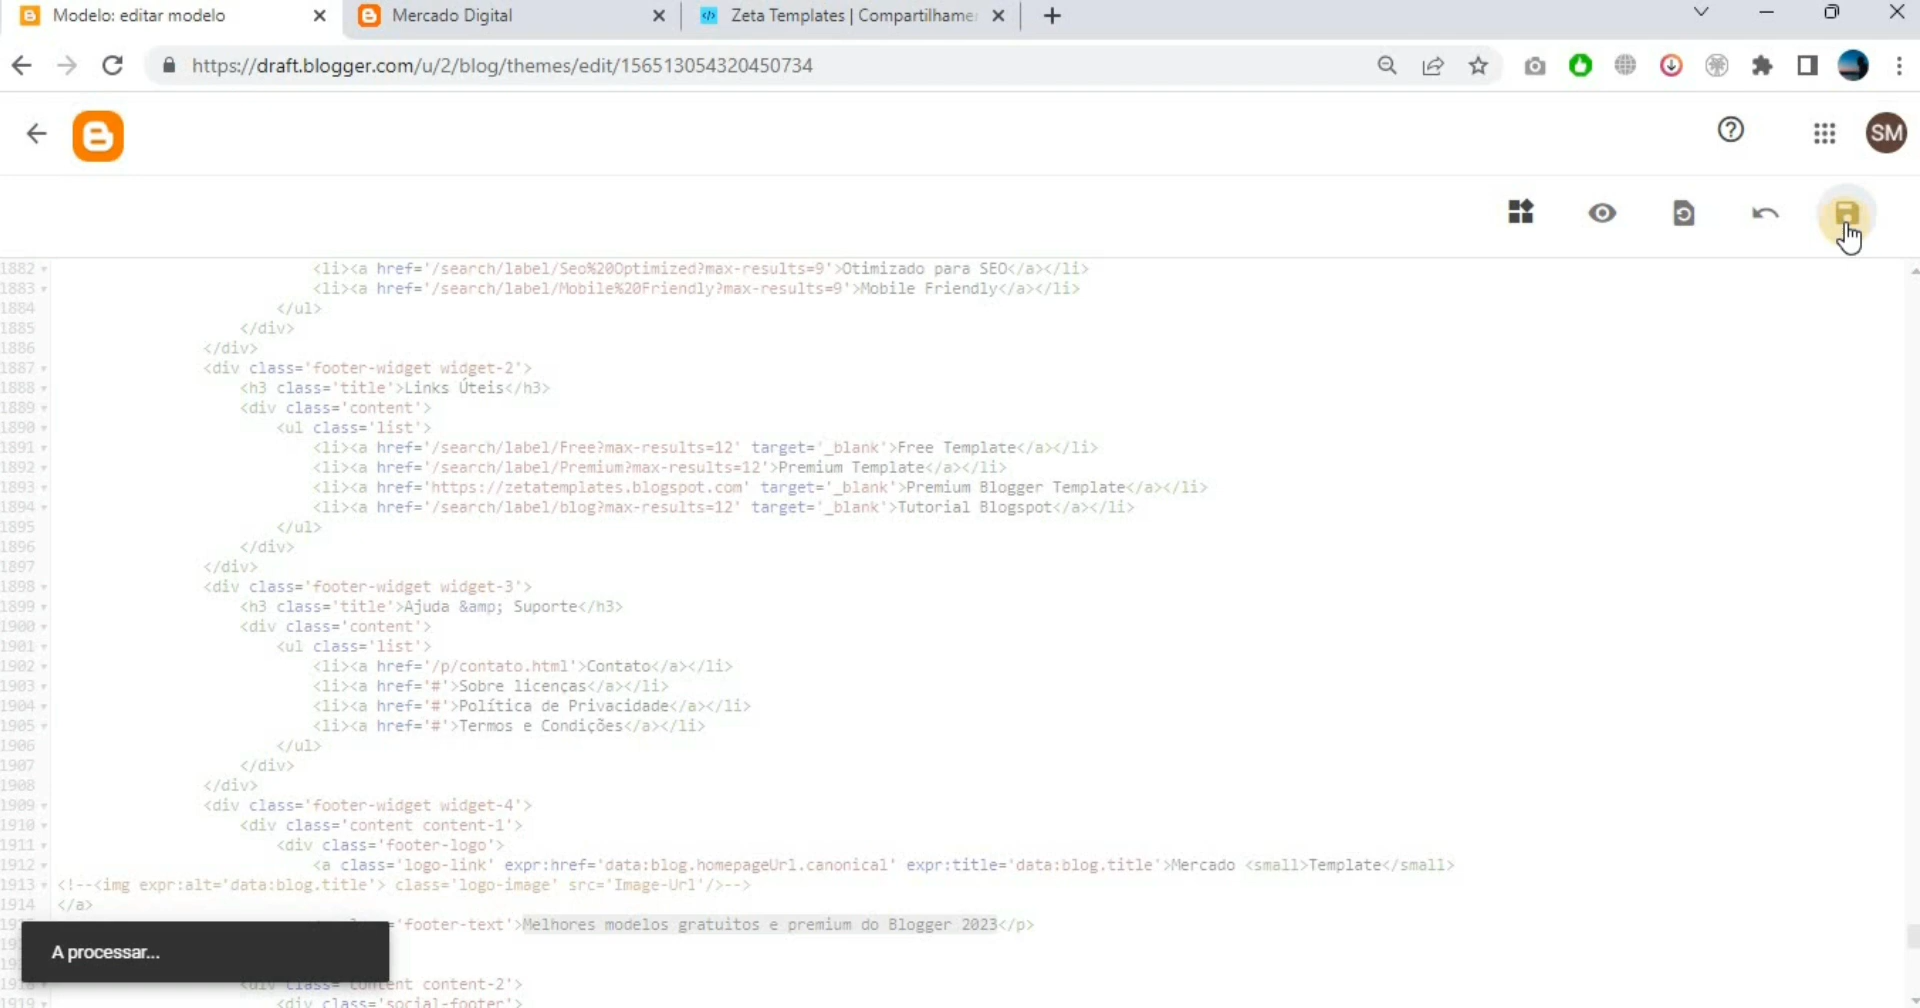 Modelo: editar modelo
Mercado Digital
Zeta Templates | Compartilhame
https://draft.blogger.com/u/2/blog/themes/edit/156513054320450734
SM
1882 <li><a href='/search/label/Seo%20Optimized?max-results=9'>Otimizado para SEO</a></li>
1883 <li><a href='/search/label/Mobile%20Friendly?max-results=9'>Mobile Friendly</a></li>
1884 </ul>
1885 </div>
1886 </div>
1887 <div class='footer-widget widget-2'>
1888 <h3 class='title'>Links Úteis</h3>
1889 <div class='content'>
1890 <ul class='list'>
1891 <li><a href='/search/label/Free?max-results=12' target='_blank'>Free Template</a></li>
1892 <li><a href='/search/label/Premium?max-results=12'>Premium Template</a></li>
1893 <li><a href='https://zetatemplates.blogspot.com' target='_blank'>Premium Blogger Template</a></li>
1894 <li><a href='/search/label/blog?max-results=12' target='_blank'>Tutorial Blogspot</a></li>
1895 </ul>
1896 </div>
1897 </div>
1898 <div class='footer-widget widget-3'>
1899 <h3 class='title'>Ajuda &amp; Suporte</h3>
1900 <div class='content'>
1901 <ul class='list'>
1902 <li><a href='/p/contato.html'>Contato</a></li>
1903 <li><a href='#'>Sobre licenças</a></li>
1904 <li><a href='#'>Política de Privacidade</a></li>
1905 <li><a href='#'>Termos e Condições</a></li>
1906 </ul>
1907 </div>
1908 </div>
1909 <div class='footer-widget widget-4'>
1910 <div class='content content-1'>
1911 <div class='footer-logo'>
1912 <a class='logo-link' expr:href='data:blog.homepageUrl.canonical' expr:title='data:blog.title'>Mercado <small>Template</small>
1913 <!--<img expr:alt='data:blog.title'> class='logo-image' src='Image-Url'/>-->
1914 </a>
'footer-text'>Melhores modelos gratuitos e premium do Blogger 2023</p>
A processar...
content content-2'>
1919 <div class='social-footer'>